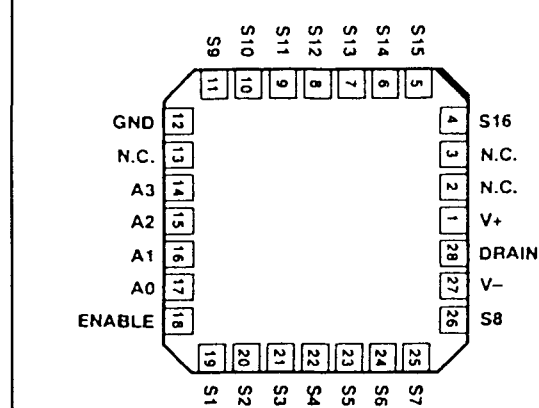 S9 S10 S11 S12 S13 S14 S15
11 10 9 8 7 6 5
GND 12 4 S16
N.C. 13 3 N.C.
A3 14 2 N.C.
A2 15 1 V+
A1 16 28 DRAIN
A0 17 27 V–
ENABLE 18 26 S8
19 20 21 22 23 24 25
S1 S2 S3 S4 S5 S6 S7